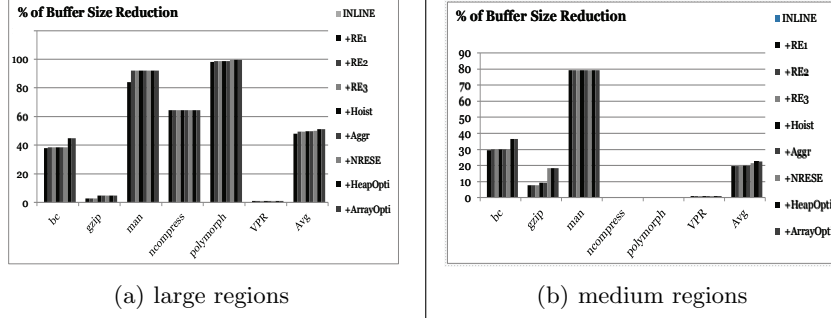 % of Buffer Size Reduction
100
80
60
40
20
0
bc
gzip
man
ncompress
polymorph
VPR
Avg
INLINE
+RE1
+RE2
+RE3
+Hoist
+Aggr
+NRESE
+HeapOpti
+ArrayOpti
(a) large regions
% of Buffer Size Reduction
90
80
70
60
50
40
30
20
10
0
bc
gzip
man
ncompress
polymorph
VPR
Avg
INLINE
+RE1
+RE2
+RE3
+Hoist
+Aggr
+NRESE
+HeapOpti
+ArrayOpti
(b) medium regions